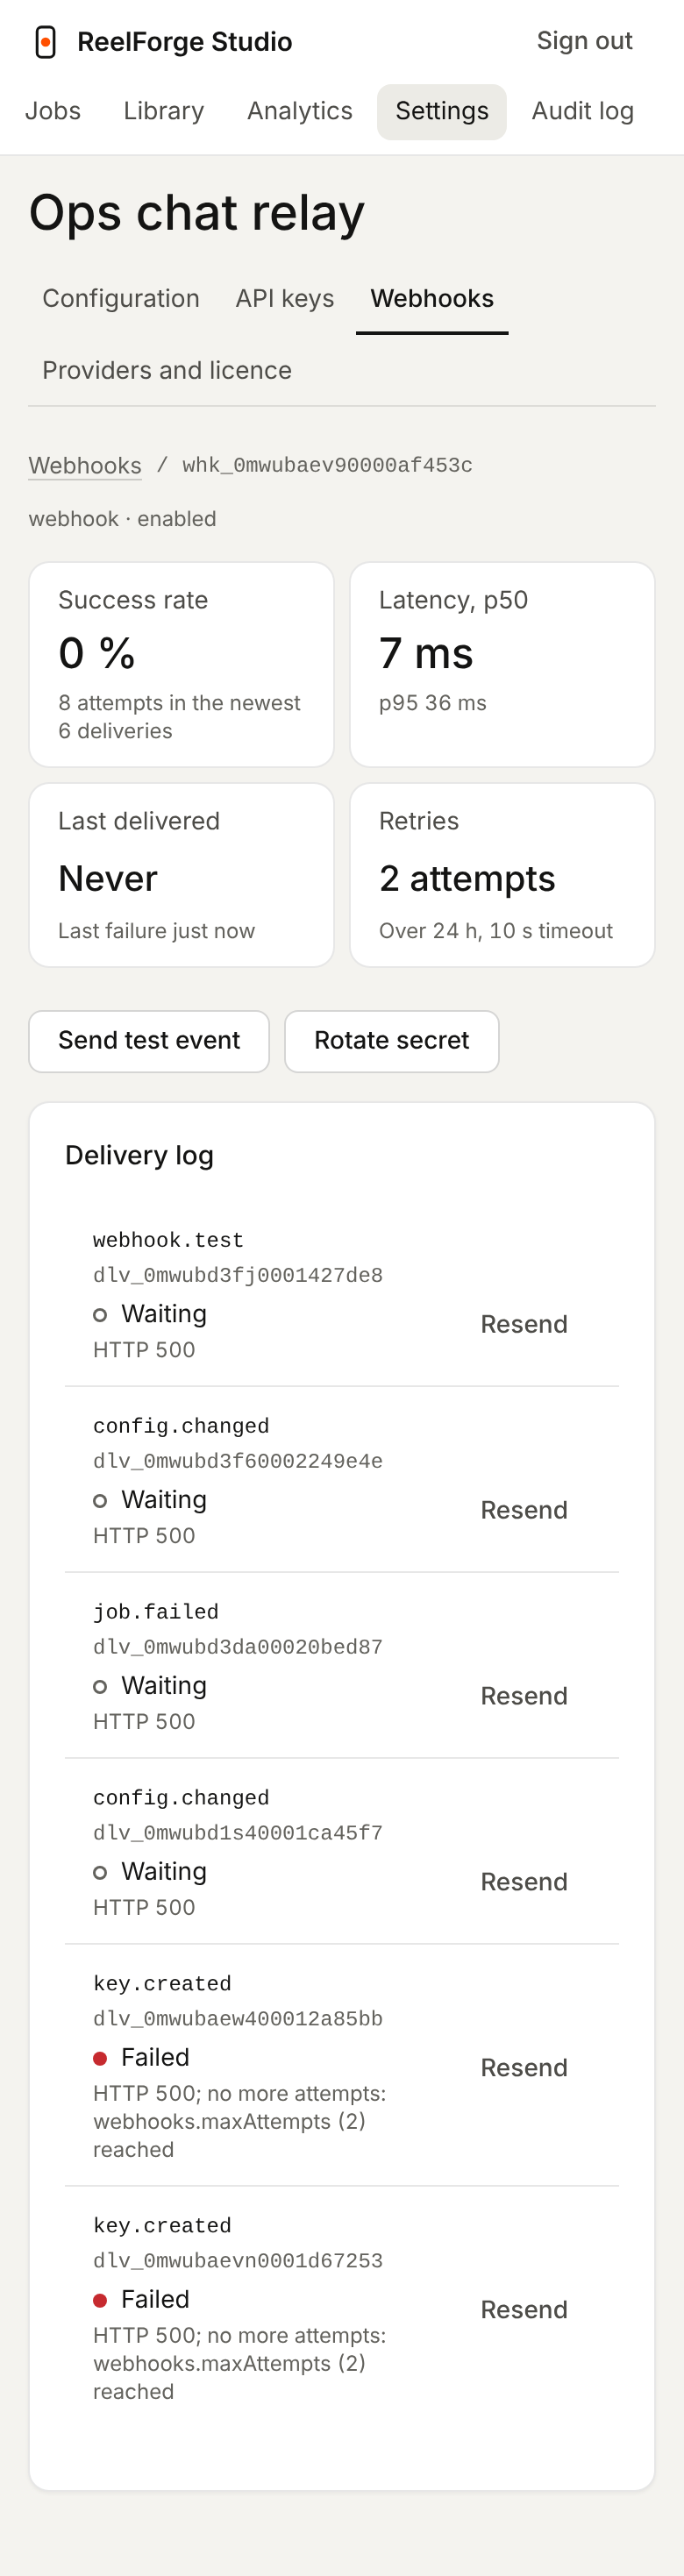 ReelForge Studio
Sign out
Jobs
Library
Analytics
Settings
Audit log
Ops chat relay
Configuration
API keys
Webhooks
Providers and licence
Webhooks / whk_0mwubaev90000af453c
webhook · enabled
Success rate
0 %
8 attempts in the newest
6 deliveries
Latency, p50
7 ms
p95 36 ms
Last delivered
Never
Last failure just now
Retries
2 attempts
Over 24 h, 10 s timeout
Send test event
Rotate secret
Delivery log
webhook.test
dlv_0mwubd3fj0001427de8
Waiting
HTTP 500
Resend
config.changed
dlv_0mwubd3f60002249e4e
Waiting
HTTP 500
Resend
job.failed
dlv_0mwubd3da00020bed87
Waiting
HTTP 500
Resend
config.changed
dlv_0mwubd1s40001ca45f7
Waiting
HTTP 500
Resend
key.created
dlv_0mwubaew400012a85bb
Failed
HTTP 500; no more attempts:
webhooks.maxAttempts (2)
reached
Resend
key.created
dlv_0mwubaevn0001d67253
Failed
HTTP 500; no more attempts:
webhooks.maxAttempts (2)
reached
Resend